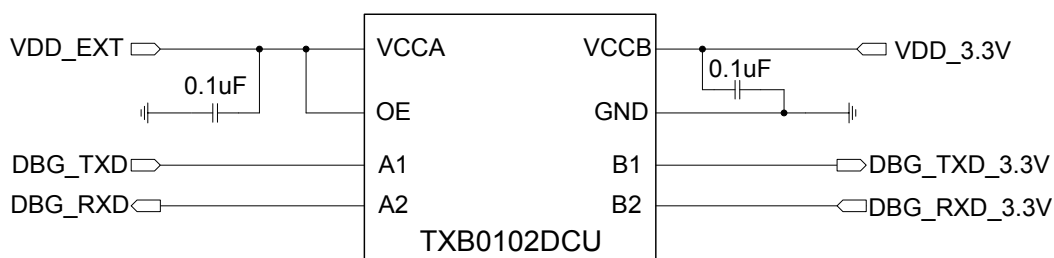 VDD_EXT VCCA VCCB VDD_3.3V
0.1uF 0.1uF
OE GND
DBG_TXD A1 B1 DBG_TXD_3.3V
DBG_RXD A2 B2 DBG_RXD_3.3V
TXB0102DCU